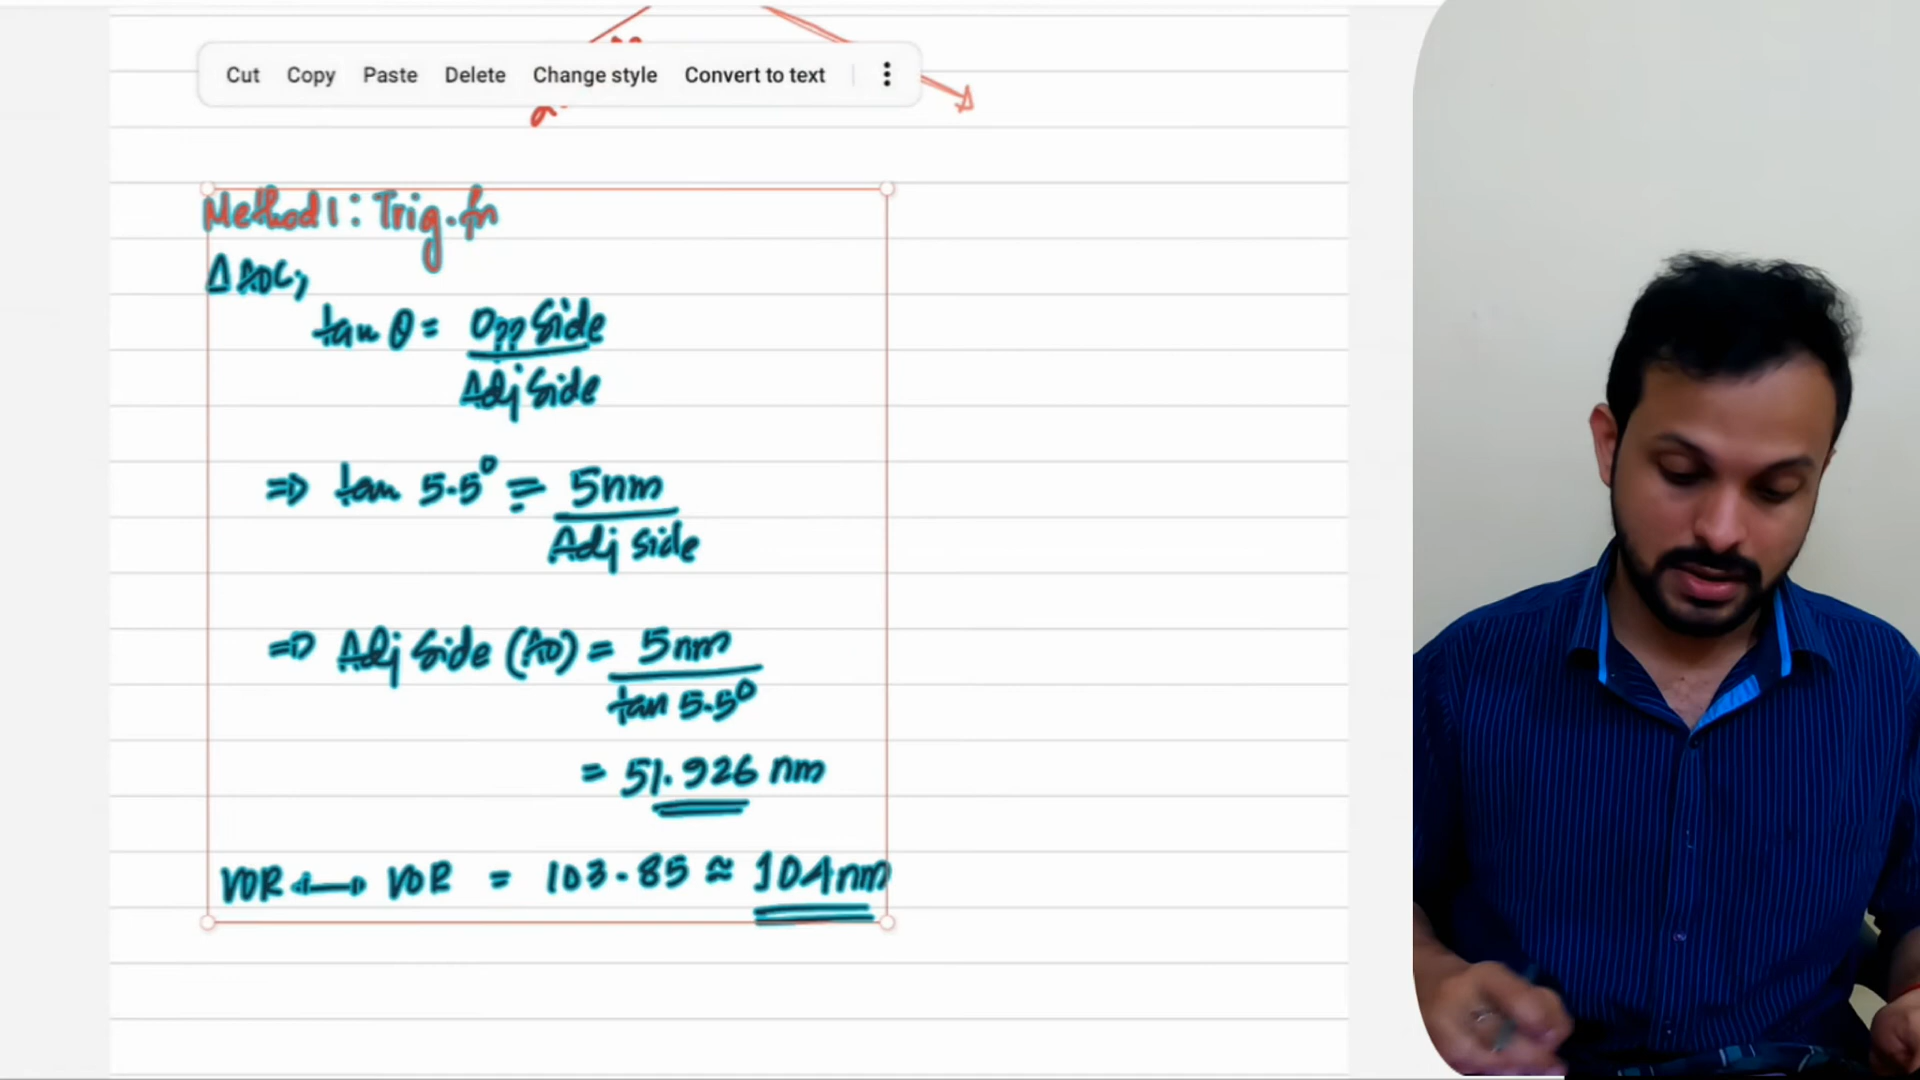 Cut Copy Paste Delete Change style Convert to text
Method 1: Trig. fn
Δ AOC,
tan θ = Opp Side
Adj Side
⇒ tan 5.5° = 5nm
Adj side
⇒ Adj Side (AO) = 5nm
tan 5.5°
= 51.926 nm
VOR ↔ VOR = 103.85 ≈ 104nm